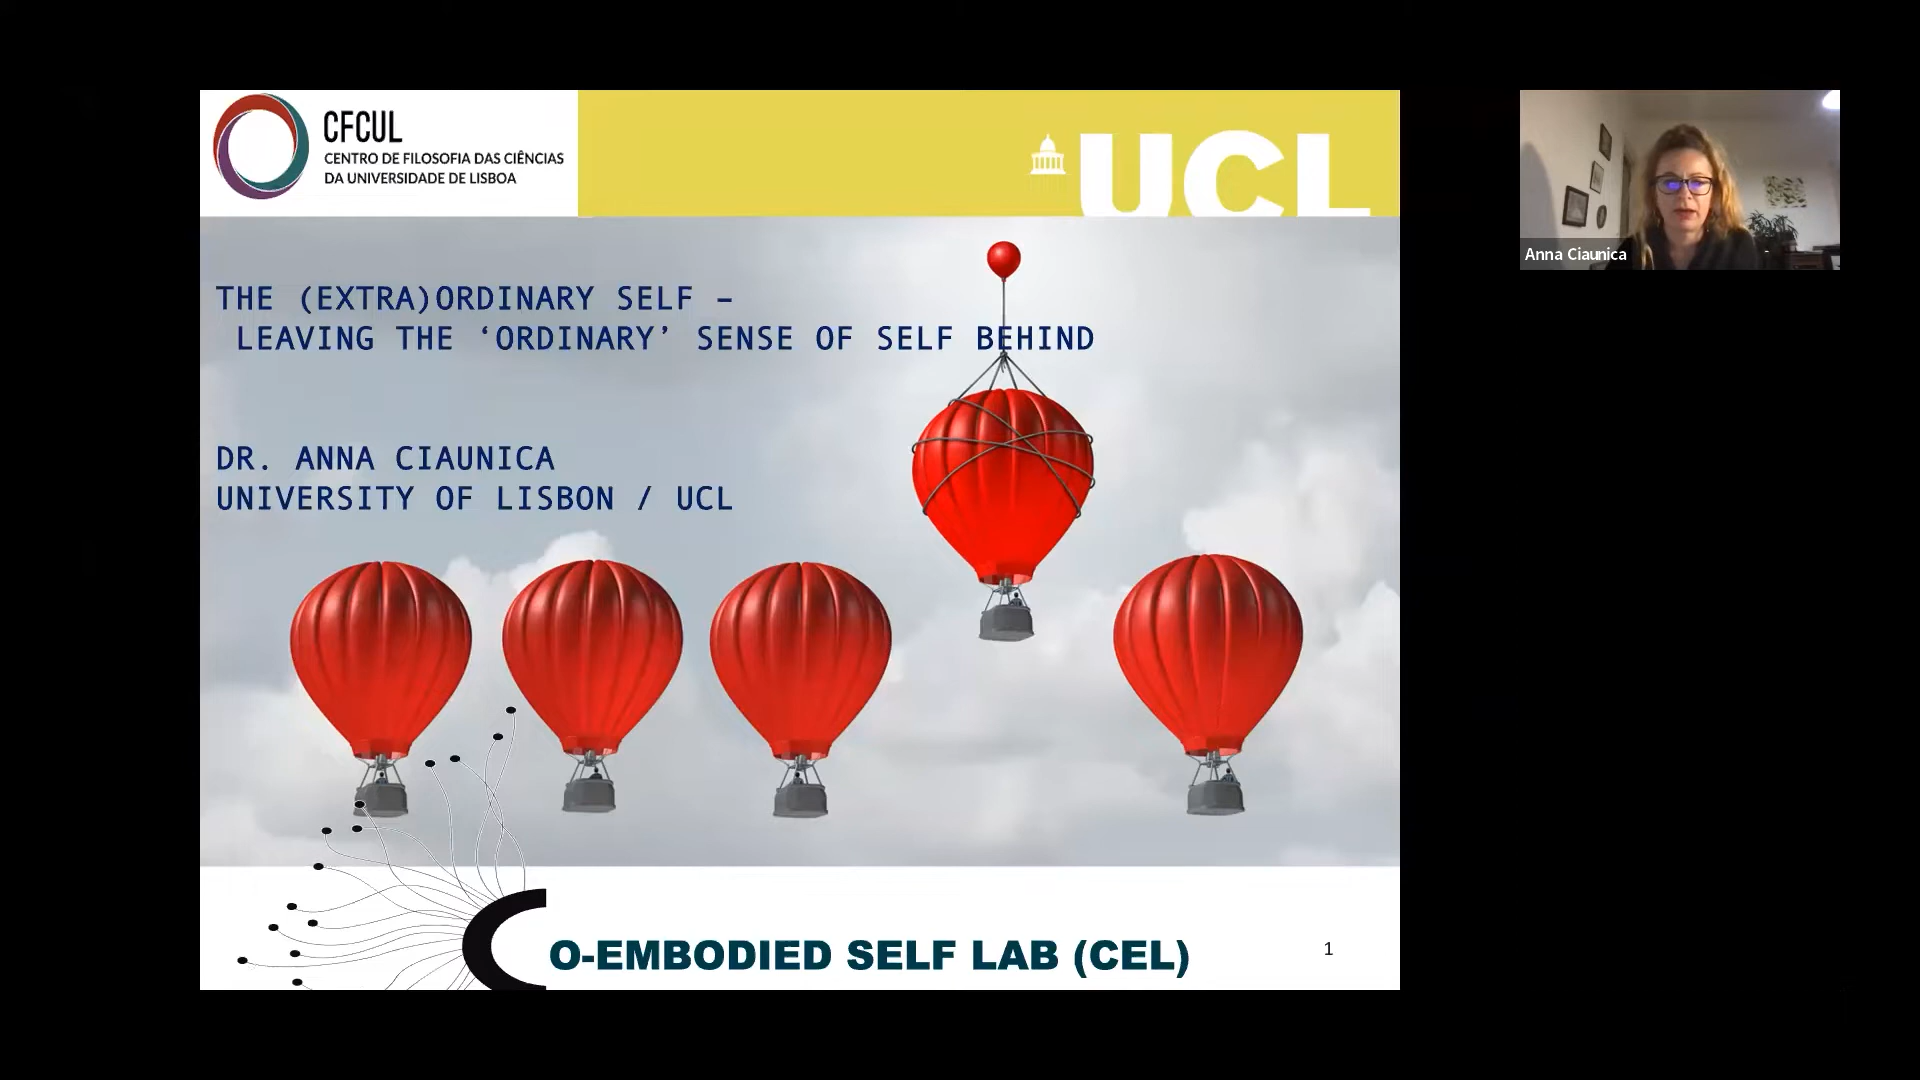 CFCUL
CENTRO DE FILOSOFIA DAS CIÊNCIAS
DA UNIVERSIDADE DE LISBOA
UCL
THE (EXTRA)ORDINARY SELF –
LEAVING THE ‘ORDINARY’ SENSE OF SELF BEHIND
DR. ANNA CIAUNICA
UNIVERSITY OF LISBON / UCL
CO-EMBODIED SELF LAB (CEL)
1
Anna Ciaunica